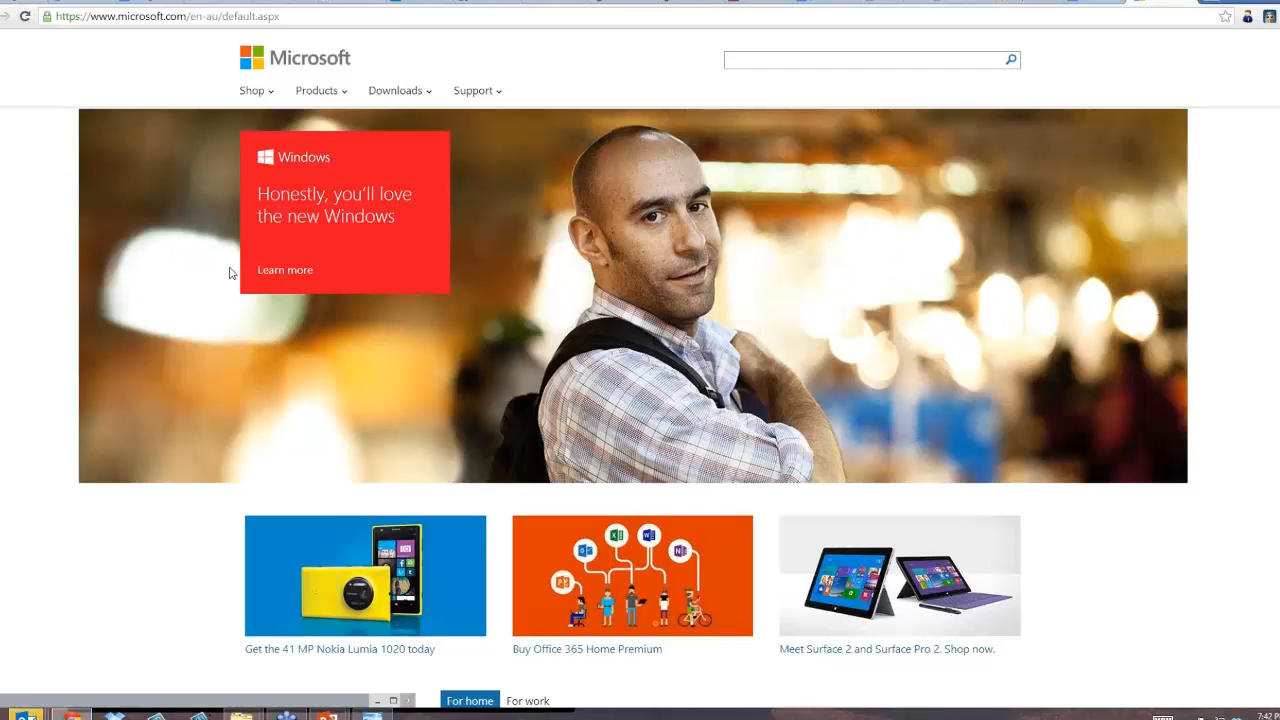 https://www.microsoft.com/en-au/default.aspx
Microsoft
Shop Products Downloads Support
Windows
Honestly, you'll love
the new Windows
Learn more
Get the 41 MP Nokia Lumia 1020 today
Buy Office 365 Home Premium
Meet Surface 2 and Surface Pro 2. Shop now.
For home For work
7:42 P